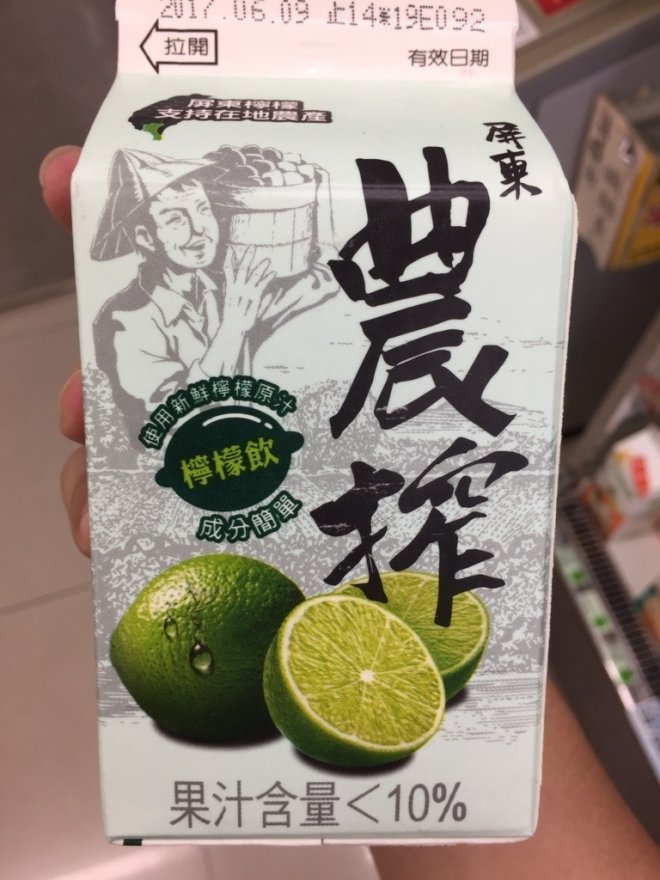 2017.06.09 止14*19E092
拉開
有效日期
屏東檸檬
支持在地農產
屏東
農搾
使用新鮮檸檬原汁
檸檬飲
成分簡單
果汁含量<10%